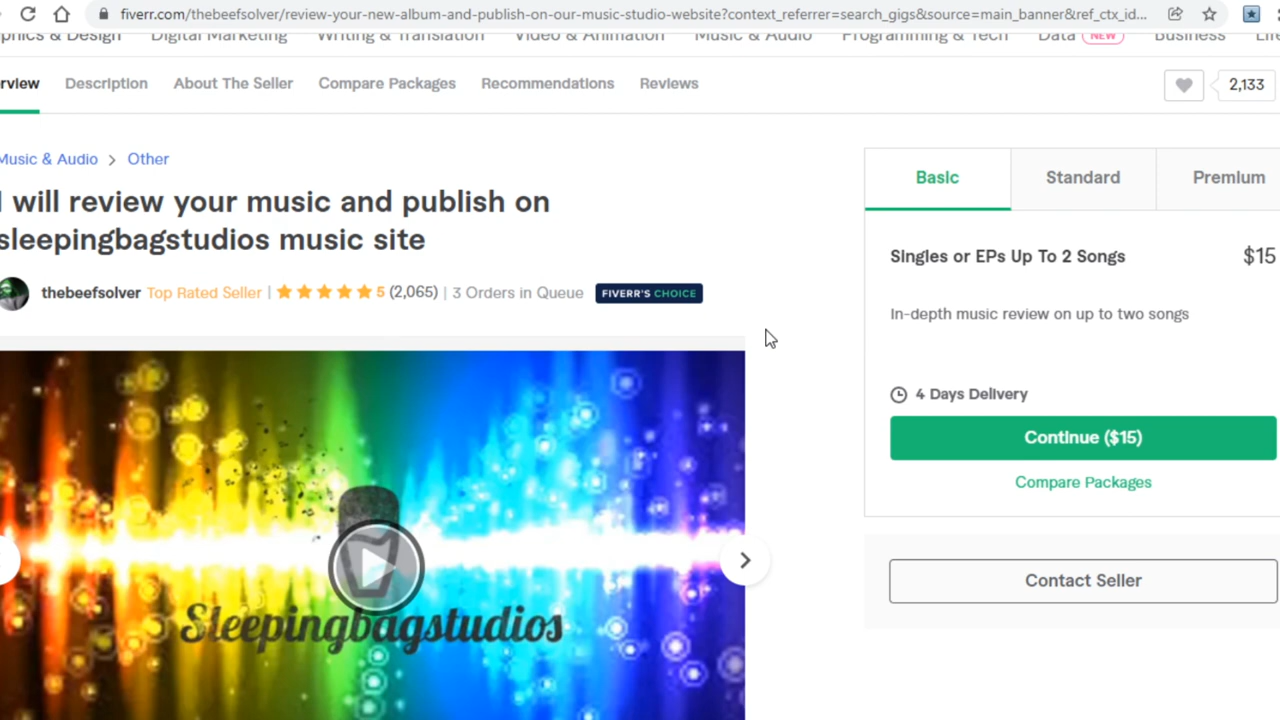 fiverr.com/thebeefsolver/review-your-new-album-and-publish-on-our-music-studio-website?context_referrer=search_gigs&source=main_banner&ref_ctx_id...
Digital Marketing Writing & Translation Video & Animation Music & Audio Programming & Tech Data NEW Business
Description About The Seller Compare Packages Recommendations Reviews
2,133
Music & Audio > Other
Basic Standard Premium
I will review your music and publish on
sleepingbagstudios music site
Singles or EPs Up To 2 Songs $15
thebeefsolver Top Rated Seller | 5 (2,065) | 3 Orders in Queue FIVERR'S CHOICE
In-depth music review on up to two songs
4 Days Delivery
Continue ($15)
Compare Packages
Contact Seller
Sleepingbagstudios